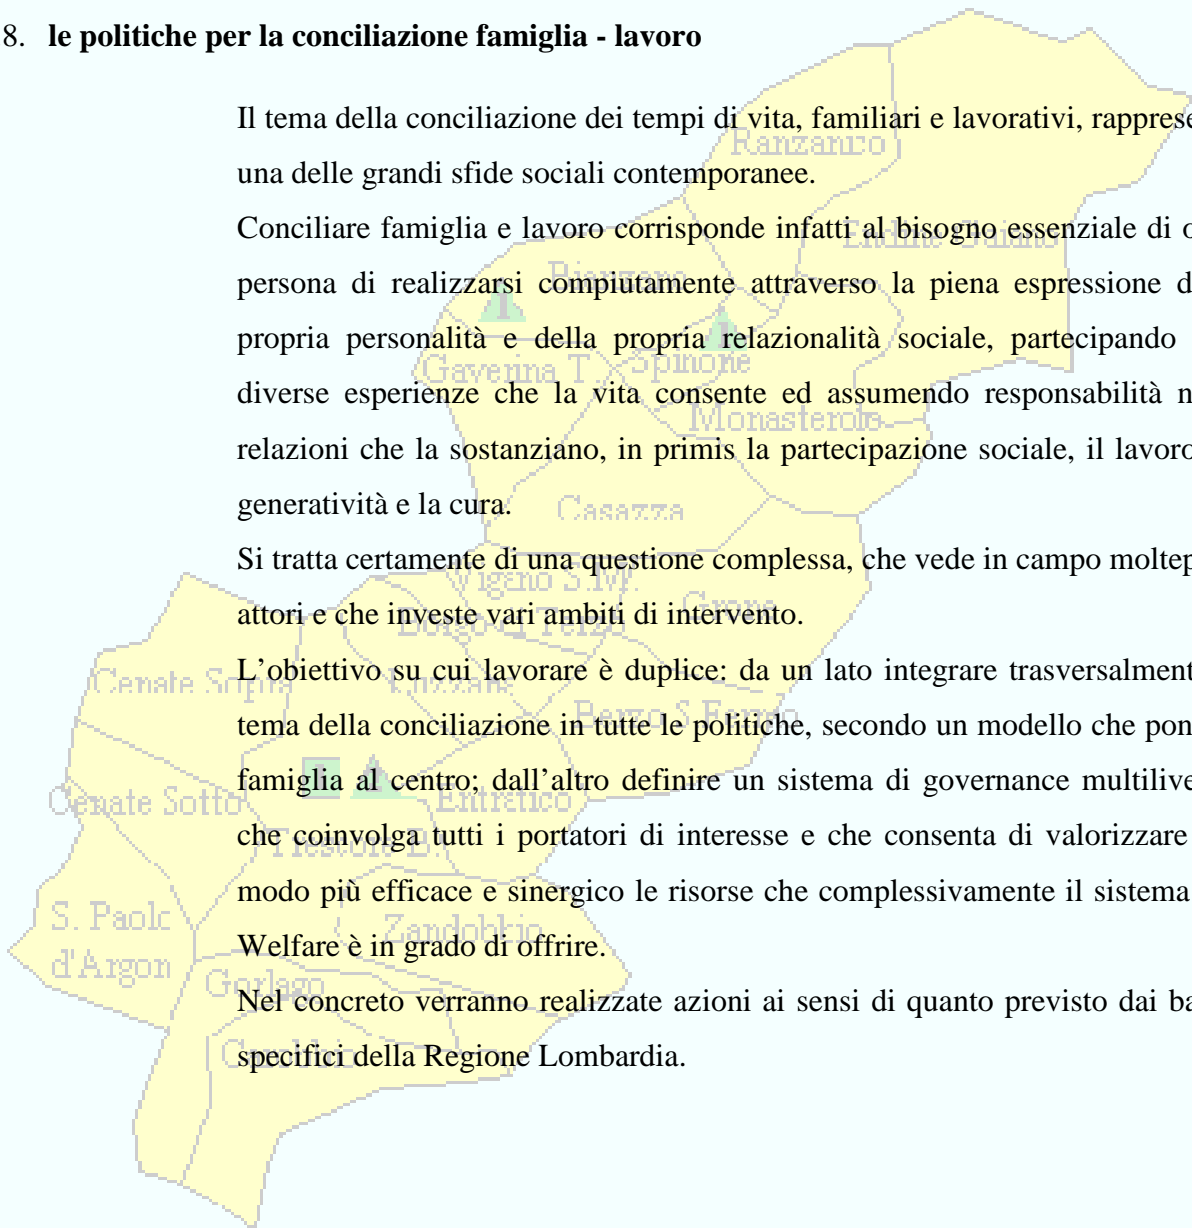 8. le politiche per la conciliazione famiglia - lavoro
Il tema della conciliazione dei tempi di vita, familiari e lavorativi, rapprese
una delle grandi sfide sociali contemporanee.
Conciliare famiglia e lavoro corrisponde infatti al bisogno essenziale di o
persona di realizzarsi compiutamente attraverso la piena espressione d
propria personalità e della propria relazionalità sociale, partecipando
diverse esperienze che la vita consente ed assumendo responsabilità n
relazioni che la sostanziano, in primis la partecipazione sociale, il lavoro
generatività e la cura.
Si tratta certamente di una questione complessa, che vede in campo moltep
attori e che investe vari ambiti di intervento.
L'obiettivo su cui lavorare è duplice: da un lato integrare trasversalment
tema della conciliazione in tutte le politiche, secondo un modello che pon
famiglia al centro; dall'altro definire un sistema di governance multilive
che coinvolga tutti i portatori di interesse e che consenta di valorizzare
modo più efficace e sinergico le risorse che complessivamente il sistema
Welfare è in grado di offrire.
Nel concreto verranno realizzate azioni ai sensi di quanto previsto dai ba
specifici della Regione Lombardia.
Ranzanico
Gaverina T.
Spinone
Monasterolo
Casazza
Grone
Cenate Sopra
Cenate Sotto
Entratico
S. Paolo
d'Argon
Zandobbio
Gorlago